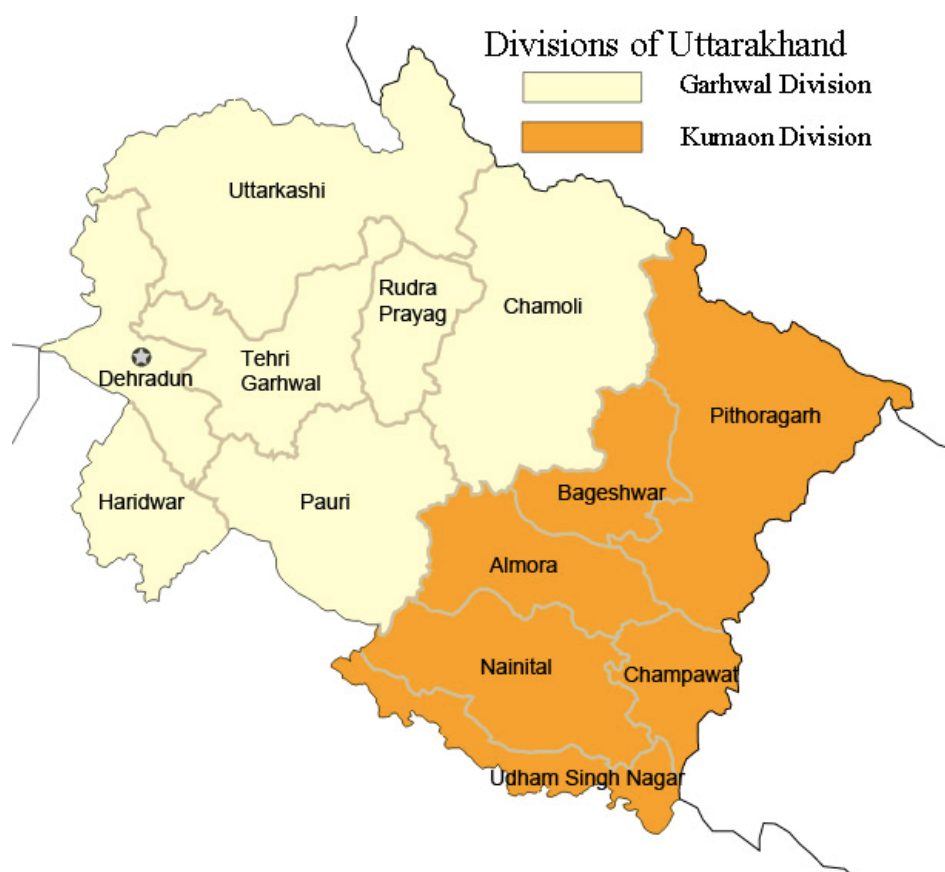 Divisions of Uttarakhand
Garhwal Division
Kumaon Division
Uttarkashi
Rudra
Prayag
Chamoli
Tehri
Garhwal
Dehradun
Pithoragarh
Haridwar
Pauri
Bageshwar
Almora
Nainital
Champawat
Udham Singh Nagar